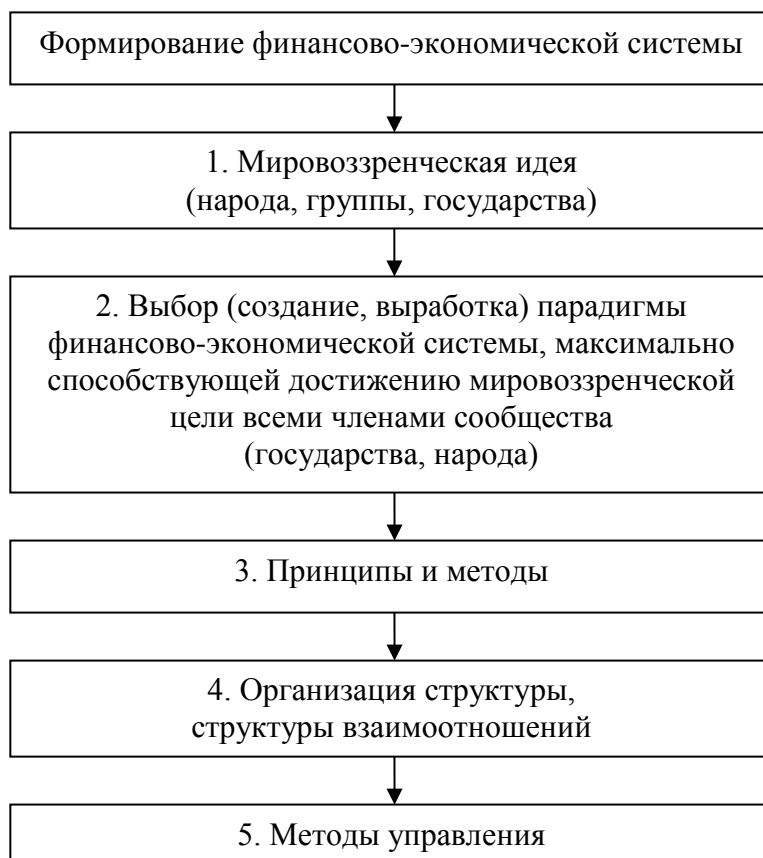 Формирование финансово-экономической системы
1. Мировоззренческая идея
(народа, группы, государства)
2. Выбор (создание, выработка) парадигмы
финансово-экономической системы, максимально
способствующей достижению мировоззренческой
цели всеми членами сообщества
(государства, народа)
3. Принципы и методы
4. Организация структуры,
структуры взаимоотношений
5. Методы управления